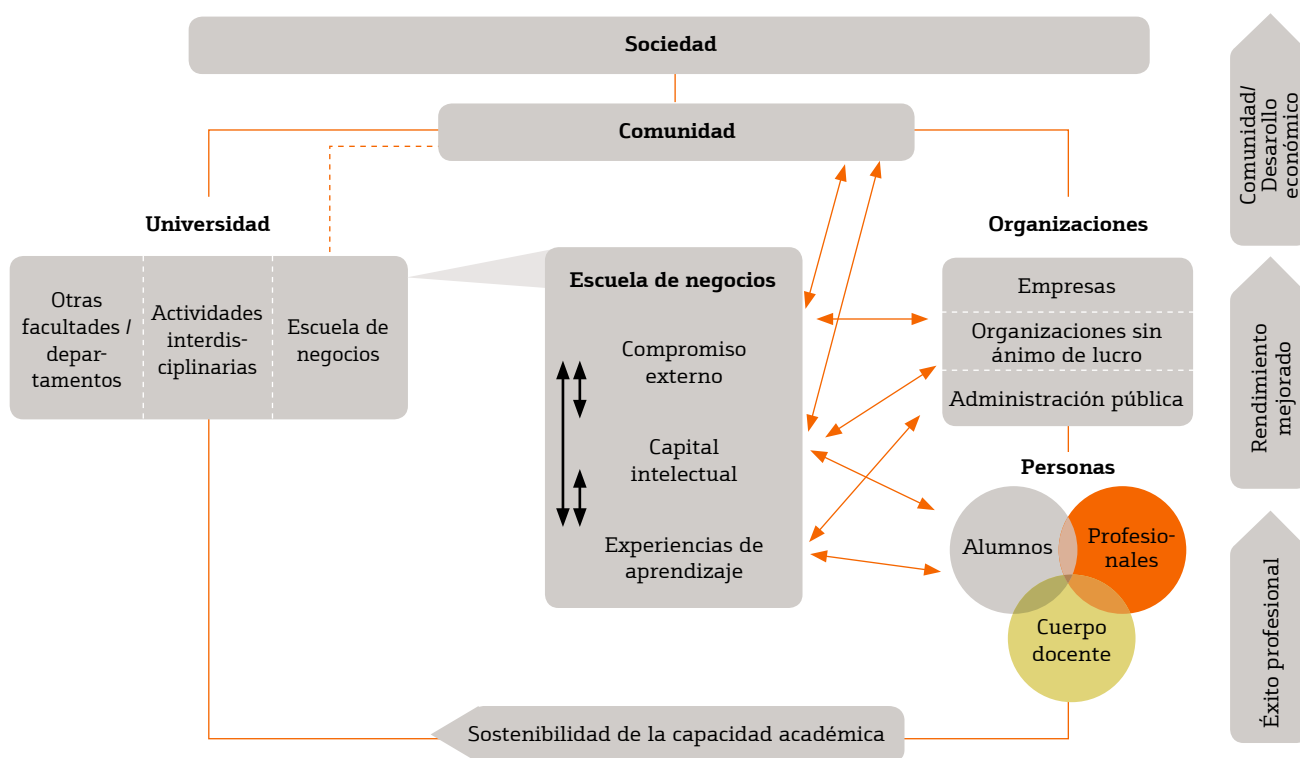 Sociedad
Comunidad
Universidad
Otras
facultades /
depar-
tamentos
Actividades
interdis-
ciplinarias
Escuela de
negocios
Escuela de negocios
Compromiso
externo
Capital
intelectual
Experiencias de
aprendizaje
Organizaciones
Empresas
Organizaciones sin
ánimo de lucro
Administración pública
Personas
Alumnos
Profesio-
nales
Cuerpo
docente
Sostenibilidad de la capacidad académica
Comunidad/
Desarollo
económico
Rendimiento
mejorado
Éxito profesional